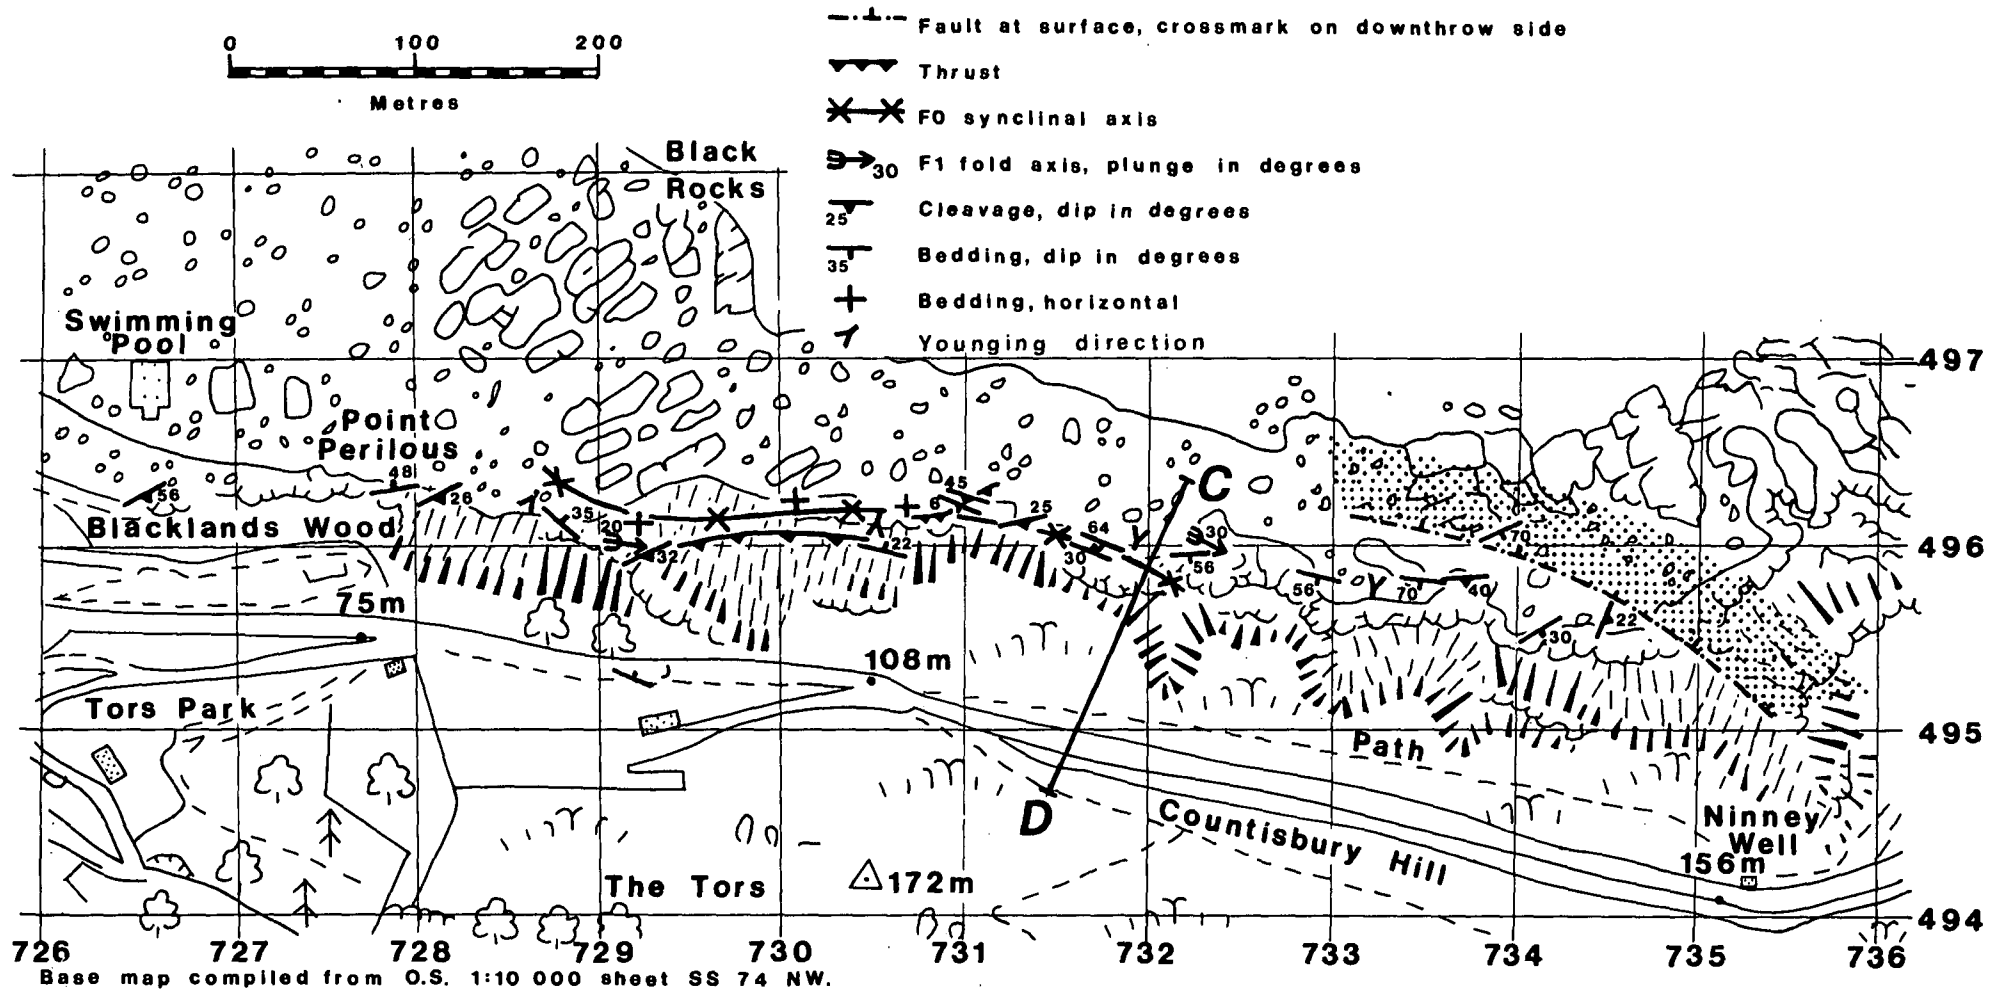 0 100 200
Metres
Fault at surface, crossmark on downthrow side
Thrust
F0 synclinal axis
30 F1 fold axis, plunge in degrees
25 Cleavage, dip in degrees
35 Bedding, dip in degrees
Bedding, horizontal
Younging direction
Black
Rocks
Swimming
Pool
497
Point
Perilous
48
56
26
45
C
Blacklands Wood
35
20
6
25
64
30
70
32
22
30
56
496
75m
56
70
40
22
30
108m
Tors Park
495
Path
D
Countisbury Hill
Ninney
Well
156m
The Tors
172m
494
726 727 728 729 730 731 732 733 734 735 736
Base map compiled from O.S. 1:10 000 sheet SS 74 NW.